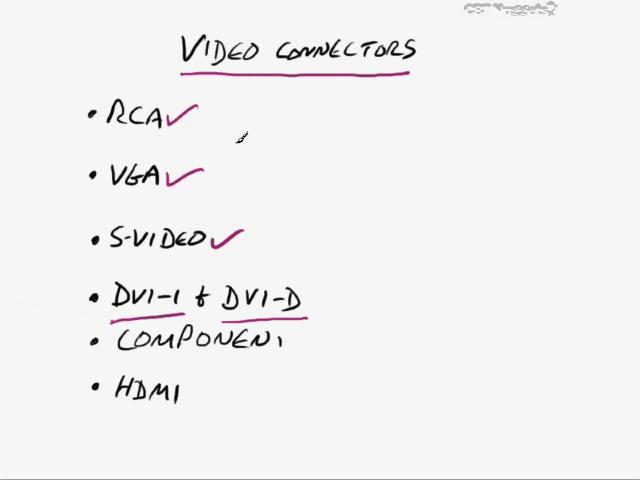 VIDEO CONNECTORS
• RCA ✓
• VGA ✓
• S-VIDEO ✓
• DVI-I & DVI-D
• COMPONENT
• HDMI